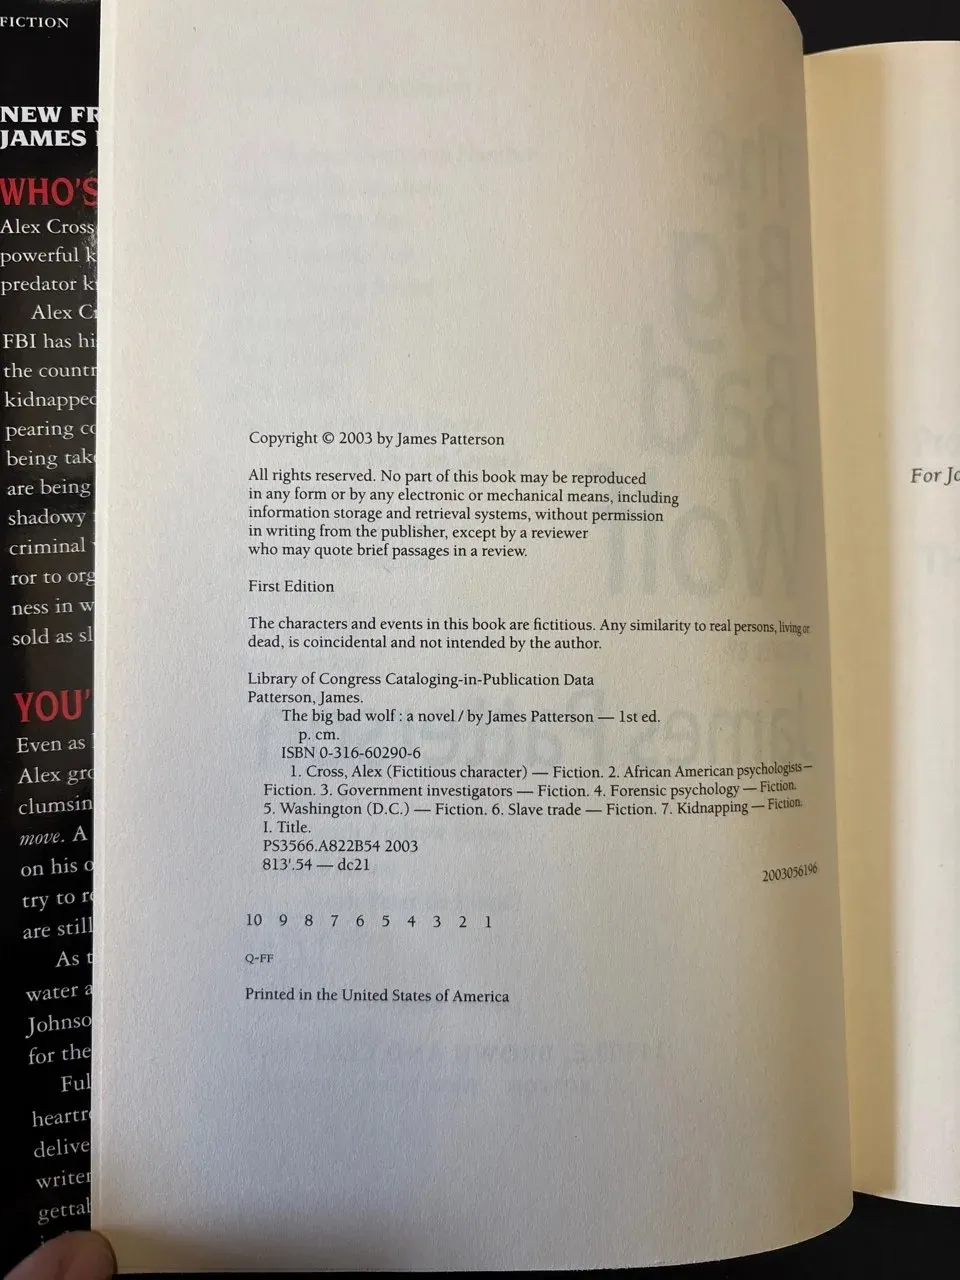 FICTION
NEW FR
JAMES
WHO'S
Alex Cross
powerful k
predator k
Alex C
FBI has hi
the countr
kidnapped
pearing co
being tak
are being
shadowy
criminal
ror to org
ness in w
sold as sl
YOU'
Even as
Alex gro
clumsin
move. A
on his o
try to r
are still
As t
water a
Johnso
for the
Ful
heartr
delive
writer
gettal
Copyright © 2003 by James Patterson
All rights reserved. No part of this book may be reproduced
in any form or by any electronic or mechanical means, including
information storage and retrieval systems, without permission
in writing from the publisher, except by a reviewer
who may quote brief passages in a review.
First Edition
The characters and events in this book are fictitious. Any similarity to real persons, living or
dead, is coincidental and not intended by the author.
Library of Congress Cataloging-in-Publication Data
Patterson, James.
The big bad wolf : a novel / by James Patterson — 1st ed.
p. cm.
ISBN 0-316-60290-6
1. Cross, Alex (Fictitious character) — Fiction. 2. African American psychologists —
Fiction. 3. Government investigators — Fiction. 4. Forensic psychology — Fiction.
5. Washington (D.C.) — Fiction. 6. Slave trade — Fiction. 7. Kidnapping — Fiction.
I. Title.
PS3566.A822B54 2003
813'.54 — dc21
2003056196
10 9 8 7 6 5 4 3 2 1
Q-FF
Printed in the United States of America
For Jo